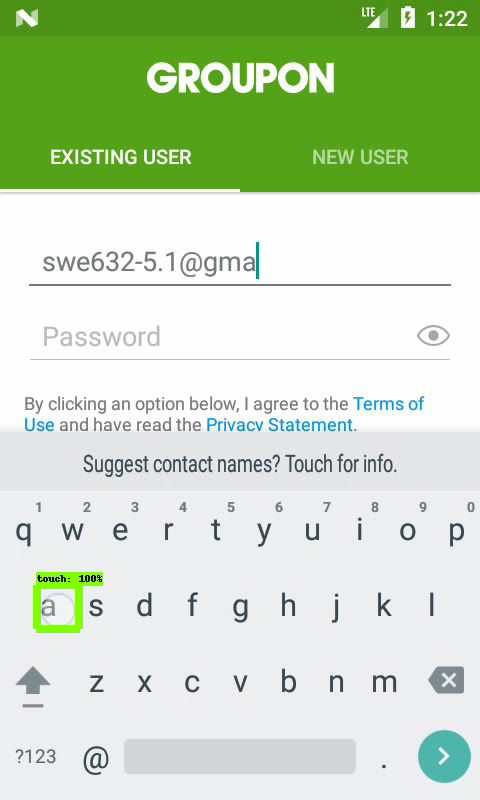 LTE 1:22
GROUPON
EXISTING USER NEW USER
swe632-5.1@gma
Password
By clicking an option below, I agree to the Terms of
Use and have read the Privacy Statement.
Suggest contact names? Touch for info.
1 2 3 4 5 6 7 8 9 0
q w e r t y u i o p
touch: 100%
a s d f g h j k l
z x c v b n m
?123 @ .